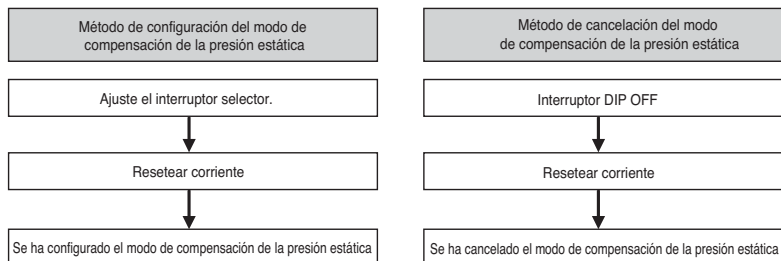 Método de configuración del modo de
compensación de la presión estática
Ajuste el interruptor selector.
Resetear corriente
Se ha configurado el modo de compensación de la presión estática
Método de cancelación del modo
de compensación de la presión estática
Interruptor DIP OFF
Resetear corriente
Se ha cancelado el modo de compensación de la presión estática